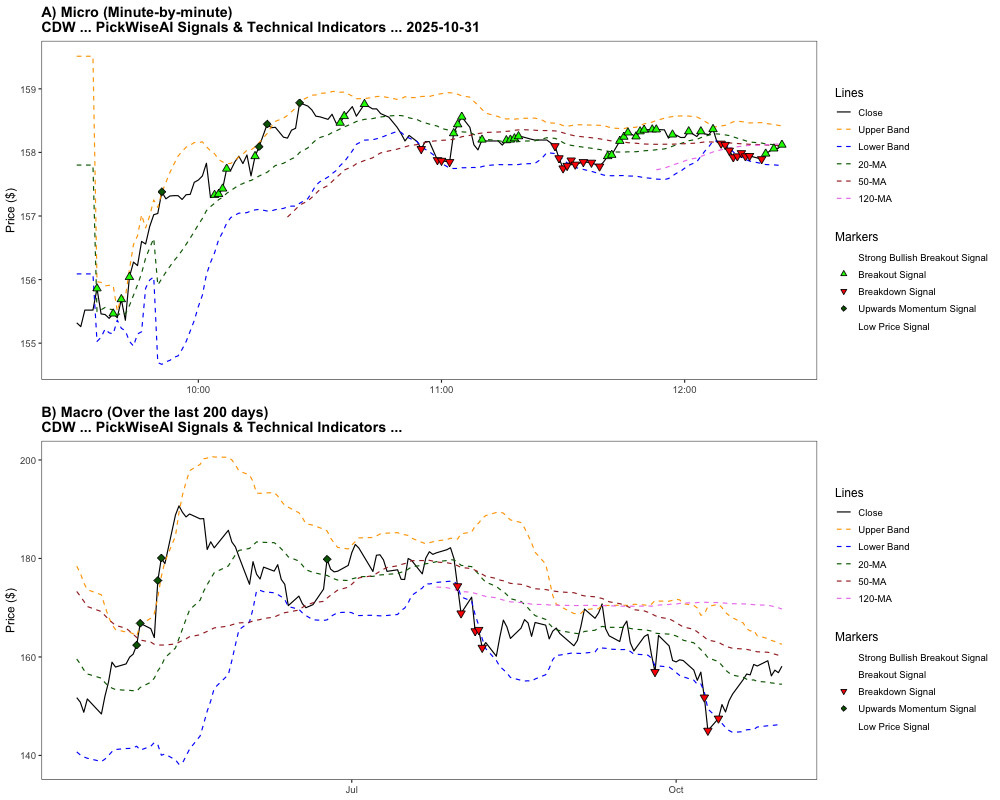 A) Micro (Minute-by-minute)
CDW ... PickWiseAI Signals & Technical Indicators ... 2025-10-31
Price ($)
159
158
157
156
155
10:00
11:00
12:00
Lines
Close
Upper Band
Lower Band
20-MA
50-MA
120-MA
Markers
Strong Bullish Breakout Signal
Breakout Signal
Breakdown Signal
Upwards Momentum Signal
Low Price Signal
B) Macro (Over the last 200 days)
CDW ... PickWiseAI Signals & Technical Indicators ...
Price ($)
200
180
160
140
Jul
Oct
Lines
Close
Upper Band
Lower Band
20-MA
50-MA
120-MA
Markers
Strong Bullish Breakout Signal
Breakout Signal
Breakdown Signal
Upwards Momentum Signal
Low Price Signal